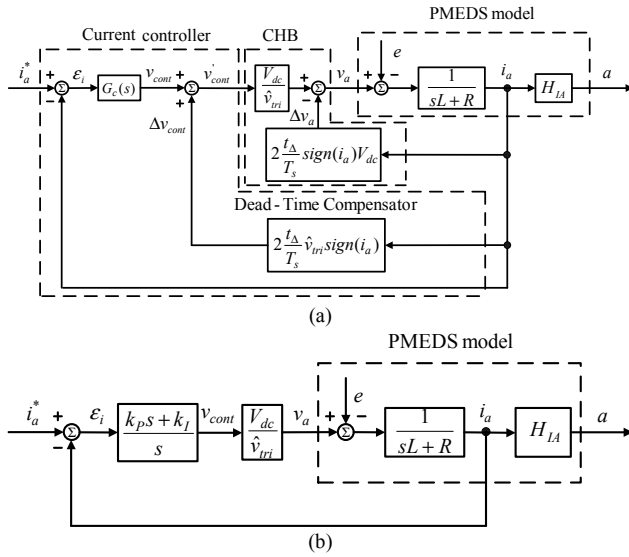 PMEDS model
Current controller
CHB
i_a^*
+
ε_i
−
Σ
G_c(s)
v_cont
+
+
Σ
v'_cont
V_dc / v̂_tri
+
−
Σ
v_a
+
e
−
Σ
1 / sL + R
i_a
H_IA
a
Δv_cont
Δv_a
2 t_Δ / T_s sign(i_a)V_dc
Dead-Time Compensator
2 t_Δ / T_s v̂_tri sign(i_a)
(a)
PMEDS model
i_a^*
+
−
Σ
ε_i
k_P s + k_I / s
v_cont
V_dc / v̂_tri
v_a
+
e
−
Σ
1 / sL + R
i_a
H_IA
a
(b)